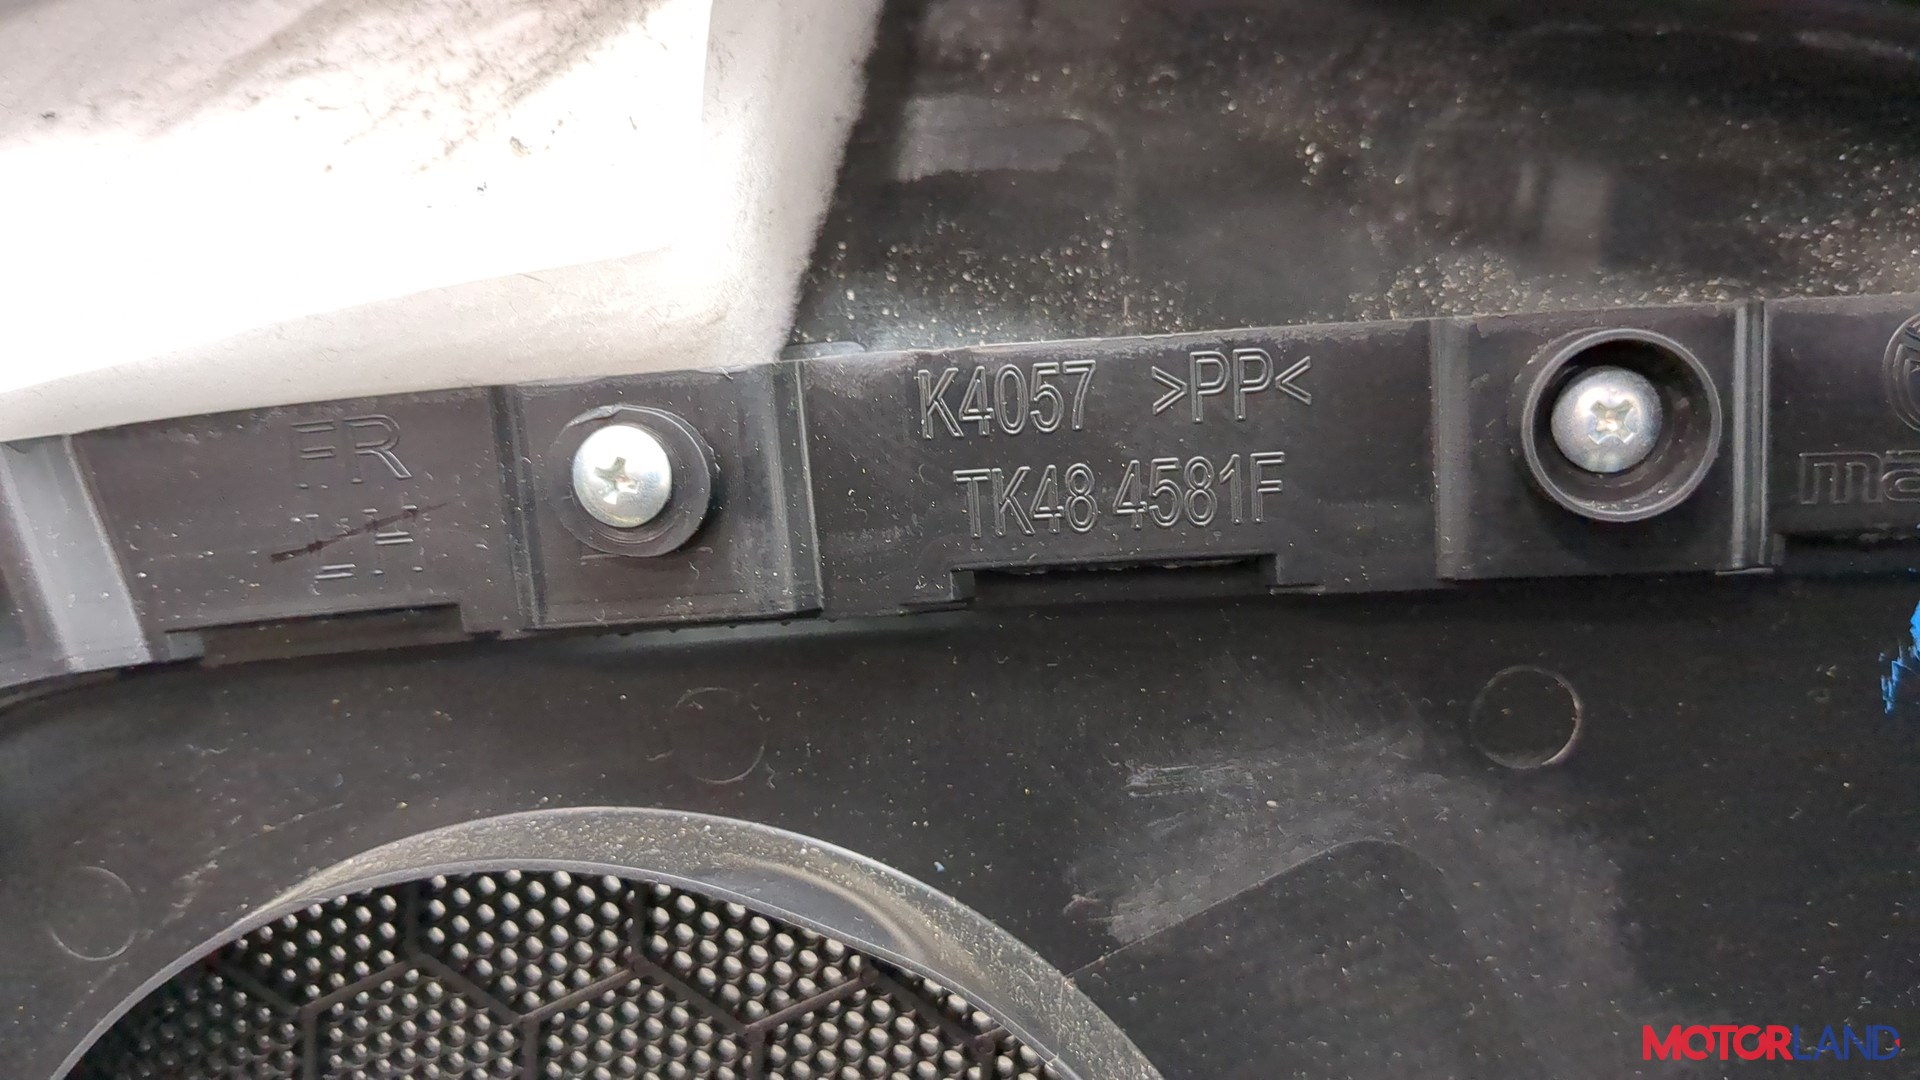 FR
K4057 >PP<
TK48 4581F
MOTORLAND